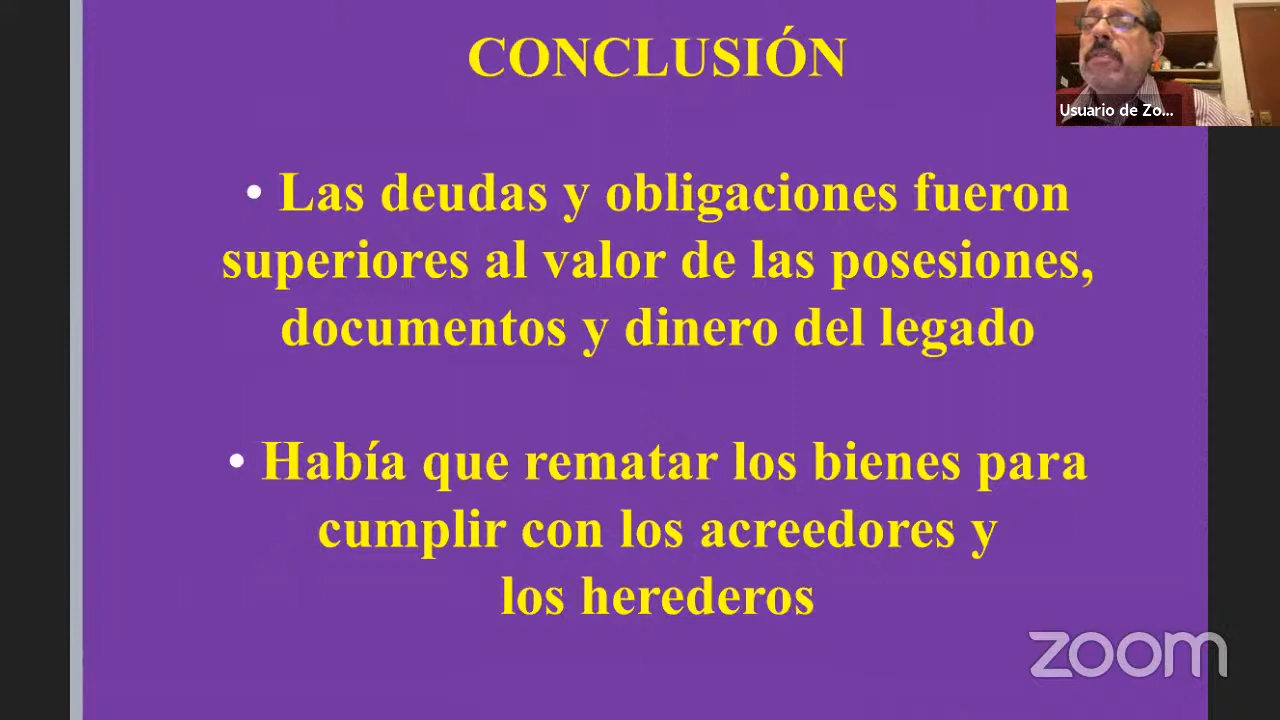 CONCLUSIÓN
Usuario de Zo...
• Las deudas y obligaciones fueron
superiores al valor de las posesiones,
documentos y dinero del legado
• Había que rematar los bienes para
cumplir con los acreedores y
los herederos
zoom